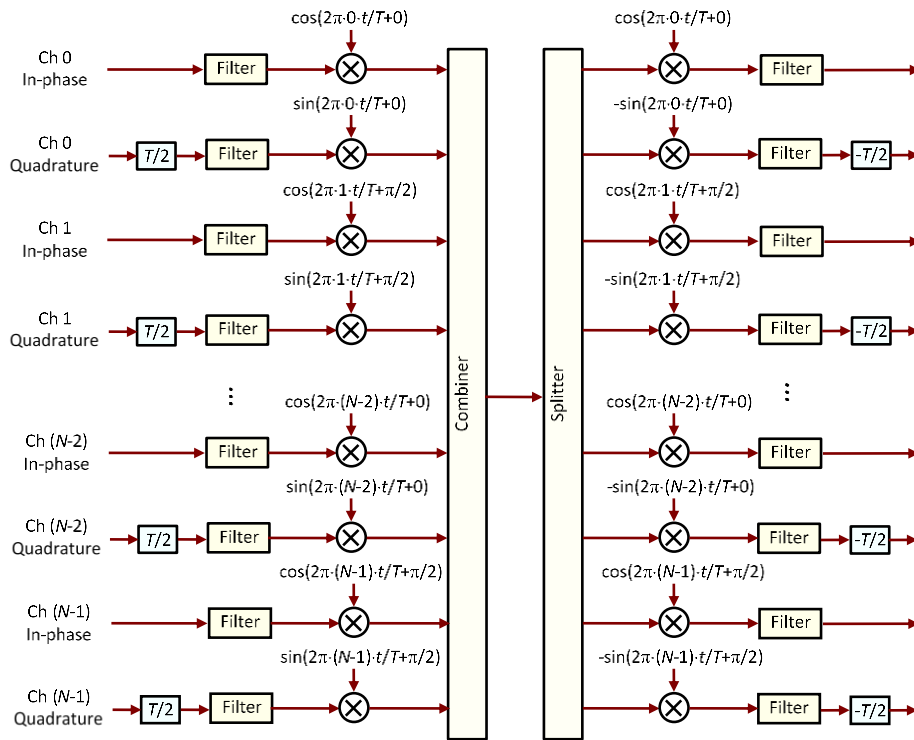 cos(2π·0·t/T+0) cos(2π·0·t/T+0)
Ch 0
In-phase
Filter Filter
sin(2π·0·t/T+0) -sin(2π·0·t/T+0)
Ch 0
Quadrature
T/2 Filter Filter -T/2
cos(2π·1·t/T+π/2) cos(2π·1·t/T+π/2)
Ch 1
In-phase
Filter Filter
sin(2π·1·t/T+π/2) -sin(2π·1·t/T+π/2)
Ch 1
Quadrature
T/2 Filter Filter -T/2
Combiner
Splitter
... ...
cos(2π·(N-2)·t/T+0) cos(2π·(N-2)·t/T+0)
Ch (N-2)
In-phase
Filter Filter
sin(2π·(N-2)·t/T+0) -sin(2π·(N-2)·t/T+0)
Ch (N-2)
Quadrature
T/2 Filter Filter -T/2
cos(2π·(N-1)·t/T+π/2) cos(2π·(N-1)·t/T+π/2)
Ch (N-1)
In-phase
Filter Filter
sin(2π·(N-1)·t/T+π/2) -sin(2π·(N-1)·t/T+π/2)
Ch (N-1)
Quadrature
T/2 Filter Filter -T/2